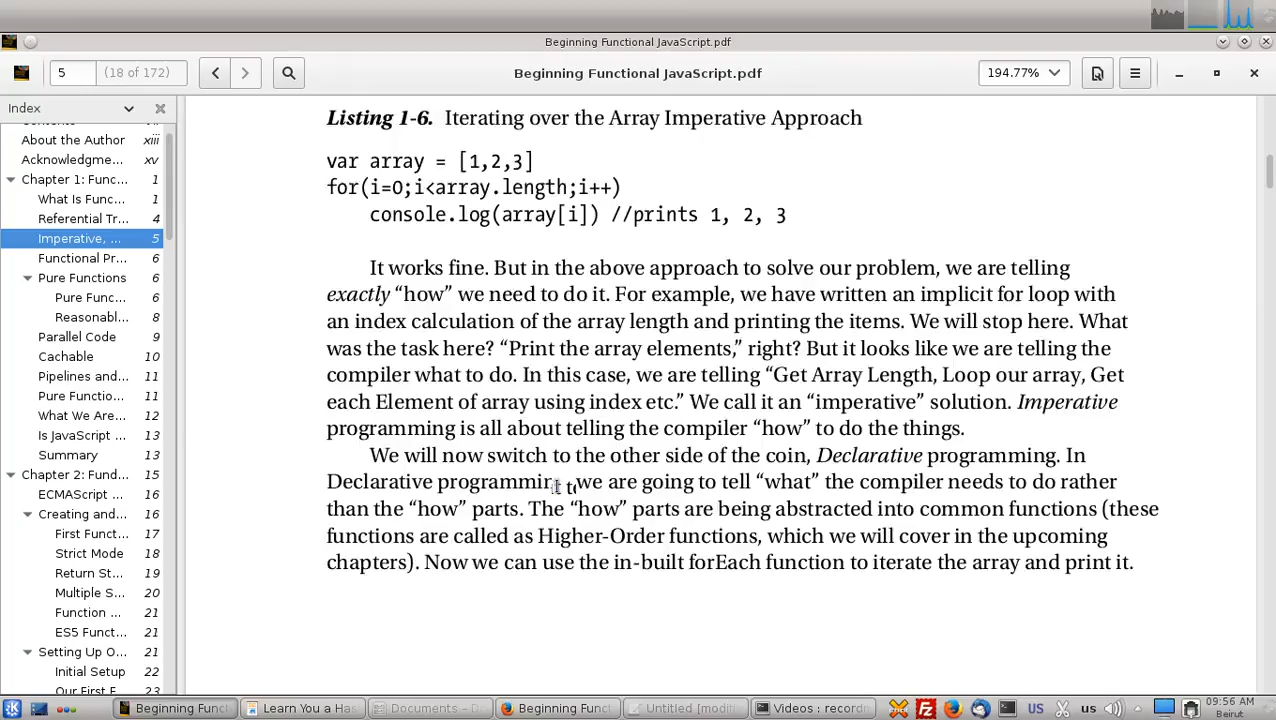 Beginning Functional JavaScript.pdf
5 (18 of 172) Beginning Functional JavaScript.pdf 194.77%
Index
About the Author xiii
Acknowledgme... xv
Chapter 1: Func... 1
What Is Func... 1
Referential Tr... 4
Imperative, ... 5
Functional Pr... 6
Pure Functions 6
Pure Func... 6
Reasonabl... 8
Parallel Code 9
Cachable 10
Pipelines and... 11
Pure Functio... 11
What We Are... 12
Is JavaScript ... 13
Summary 13
Chapter 2: Fund... 15
ECMAScript ... 16
Creating and... 16
First Funct... 17
Strict Mode 18
Return St... 19
Multiple S... 20
Function ... 21
ES5 Funct... 21
Setting Up O... 21
Initial Setup 22
Our First F... 23
Listing 1-6. Iterating over the Array Imperative Approach
var array = [1,2,3]
for(i=0;i<array.length;i++)
console.log(array[i]) //prints 1, 2, 3
It works fine. But in the above approach to solve our problem, we are telling
exactly “how” we need to do it. For example, we have written an implicit for loop with
an index calculation of the array length and printing the items. We will stop here. What
was the task here? “Print the array elements,” right? But it looks like we are telling the
compiler what to do. In this case, we are telling “Get Array Length, Loop our array, Get
each Element of array using index etc.” We call it an “imperative” solution. Imperative
programming is all about telling the compiler “how” to do the things.
We will now switch to the other side of the coin, Declarative programming. In
Declarative we are going to tell “what” the compiler needs to do rather
than the “how” parts. The “how” parts are being abstracted into common functions (these
functions are called as Higher-Order functions, which we will cover in the upcoming
chapters). Now we can use the in-built forEach function to iterate the array and print it.
Beginning Func Learn You a Has Documents – D Beginning Func Untitled [modifi Videos : recordr us 09:56 AM
US Beirut